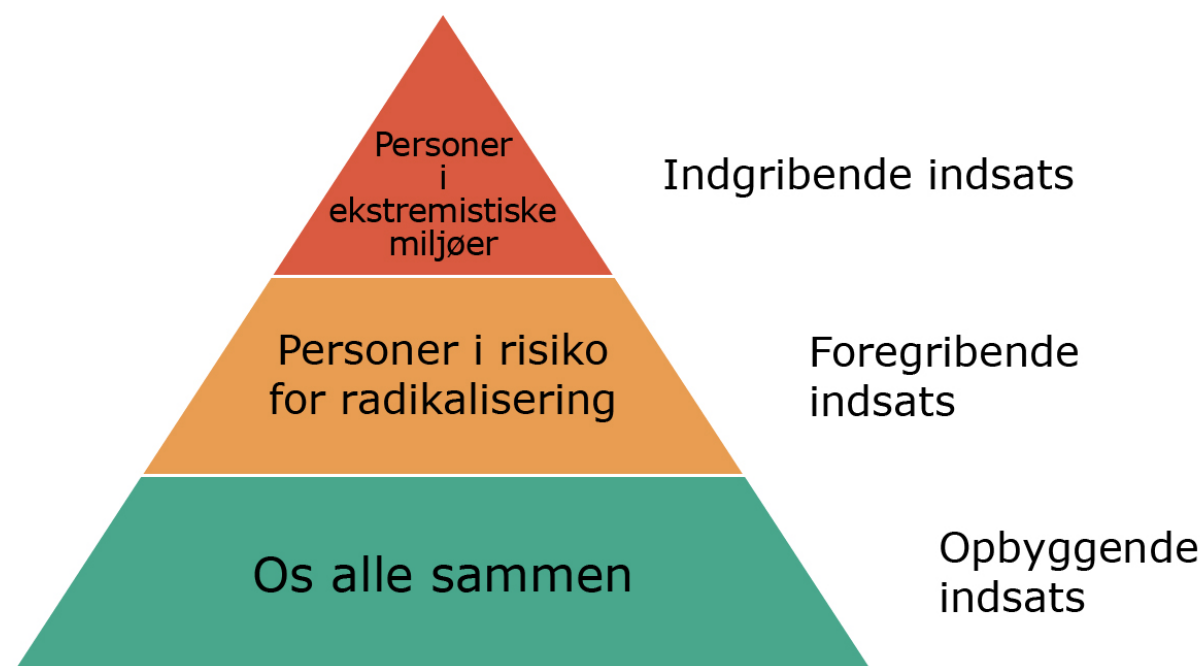 Personer
i
ekstremistiske
miljøer
Indgribende indsats
Personer i risiko
for radikalisering
Foregribende
indsats
Os alle sammen
Opbyggende
indsats